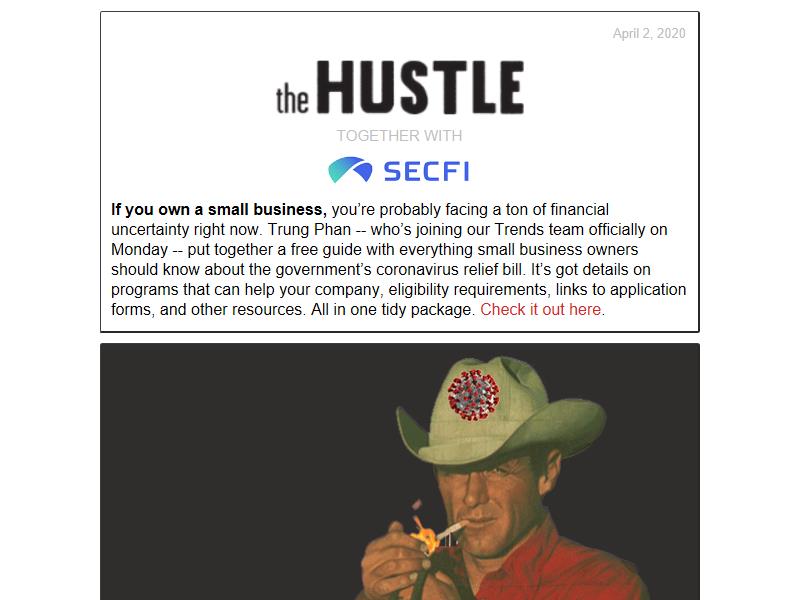 April 2, 2020
the HUSTLE
TOGETHER WITH
SECFI
If you own a small business, you’re probably facing a ton of financial
uncertainty right now. Trung Phan -- who’s joining our Trends team officially on
Monday -- put together a free guide with everything small business owners
should know about the government’s coronavirus relief bill. It’s got details on
programs that can help your company, eligibility requirements, links to application
forms, and other resources. All in one tidy package. Check it out here.